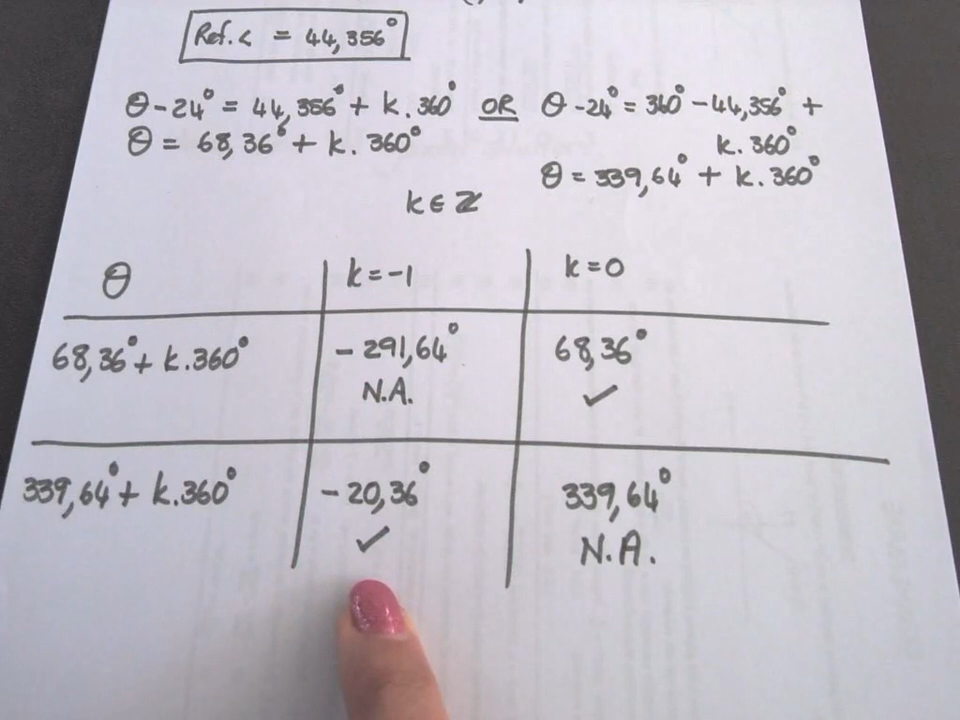 Ref.< = 44,356°
θ - 24° = 44,356° + k.360° OR θ - 24° = 360° - 44,356° +
k.360°
θ = 68,36° + k.360°
θ = 339,64° + k.360°
k ∈ ℤ
θ k = -1 k = 0
68,36° + k.360° -291,64° 68,36°
N.A. ✓
339,64° + k.360° -20,36° 339,64°
✓ N.A.